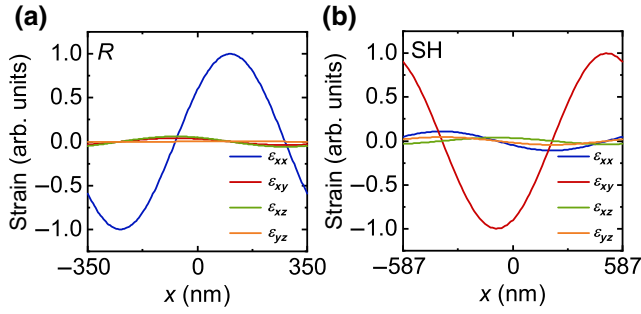 (a)
R
Strain (arb. units)
1.0
0.5
0.0
−0.5
−1.0
εxx
εxy
εxz
εyz
−350
0
350
x (nm)
(b)
SH
Strain (arb. units)
1.0
0.5
0.0
−0.5
−1.0
εxx
εxy
εxz
εyz
−587
0
587
x (nm)